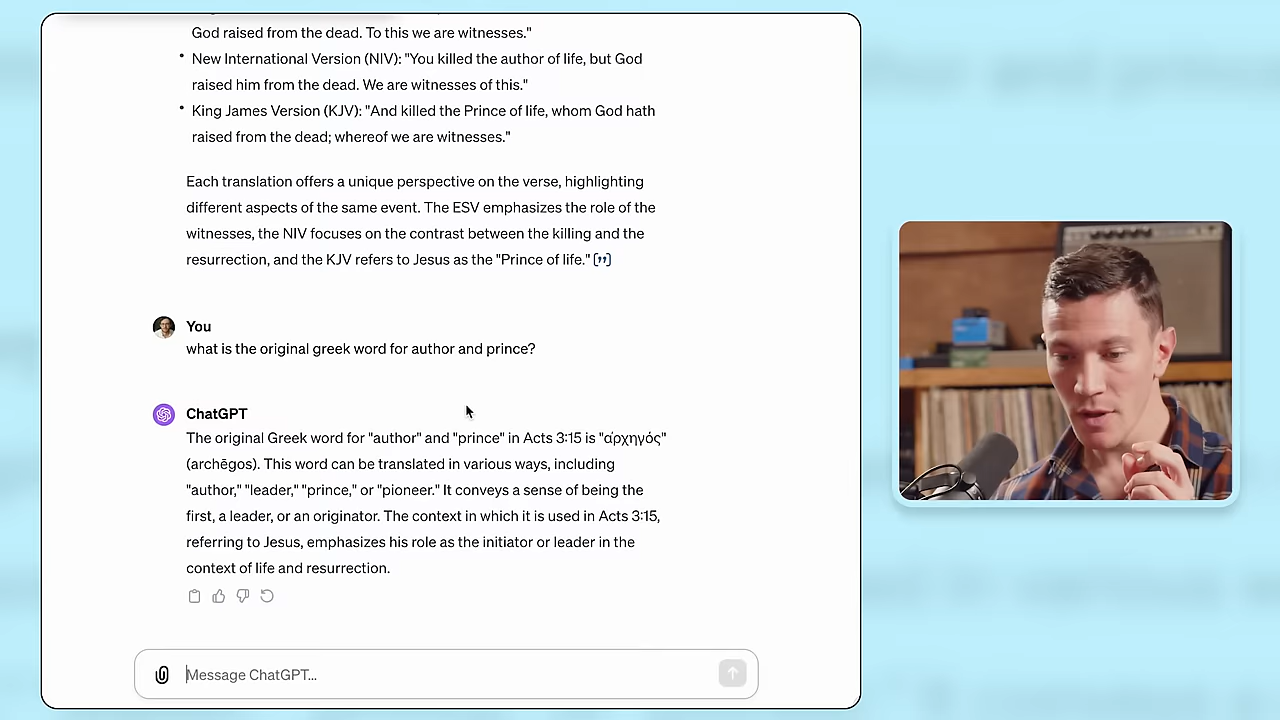 God raised from the dead. To this we are witnesses."
• New International Version (NIV): "You killed the author of life, but God
raised him from the dead. We are witnesses of this."
• King James Version (KJV): "And killed the Prince of life, whom God hath
raised from the dead; whereof we are witnesses."
Each translation offers a unique perspective on the verse, highlighting
different aspects of the same event. The ESV emphasizes the role of the
witnesses, the NIV focuses on the contrast between the killing and the
resurrection, and the KJV refers to Jesus as the "Prince of life." ["]
You
what is the original greek word for author and prince?
ChatGPT
The original Greek word for "author" and "prince" in Acts 3:15 is "ἀρχηγός"
(archēgos). This word can be translated in various ways, including
"author," "leader," "prince," or "pioneer." It conveys a sense of being the
first, a leader, or an originator. The context in which it is used in Acts 3:15,
referring to Jesus, emphasizes his role as the initiator or leader in the
context of life and resurrection.
Message ChatGPT...